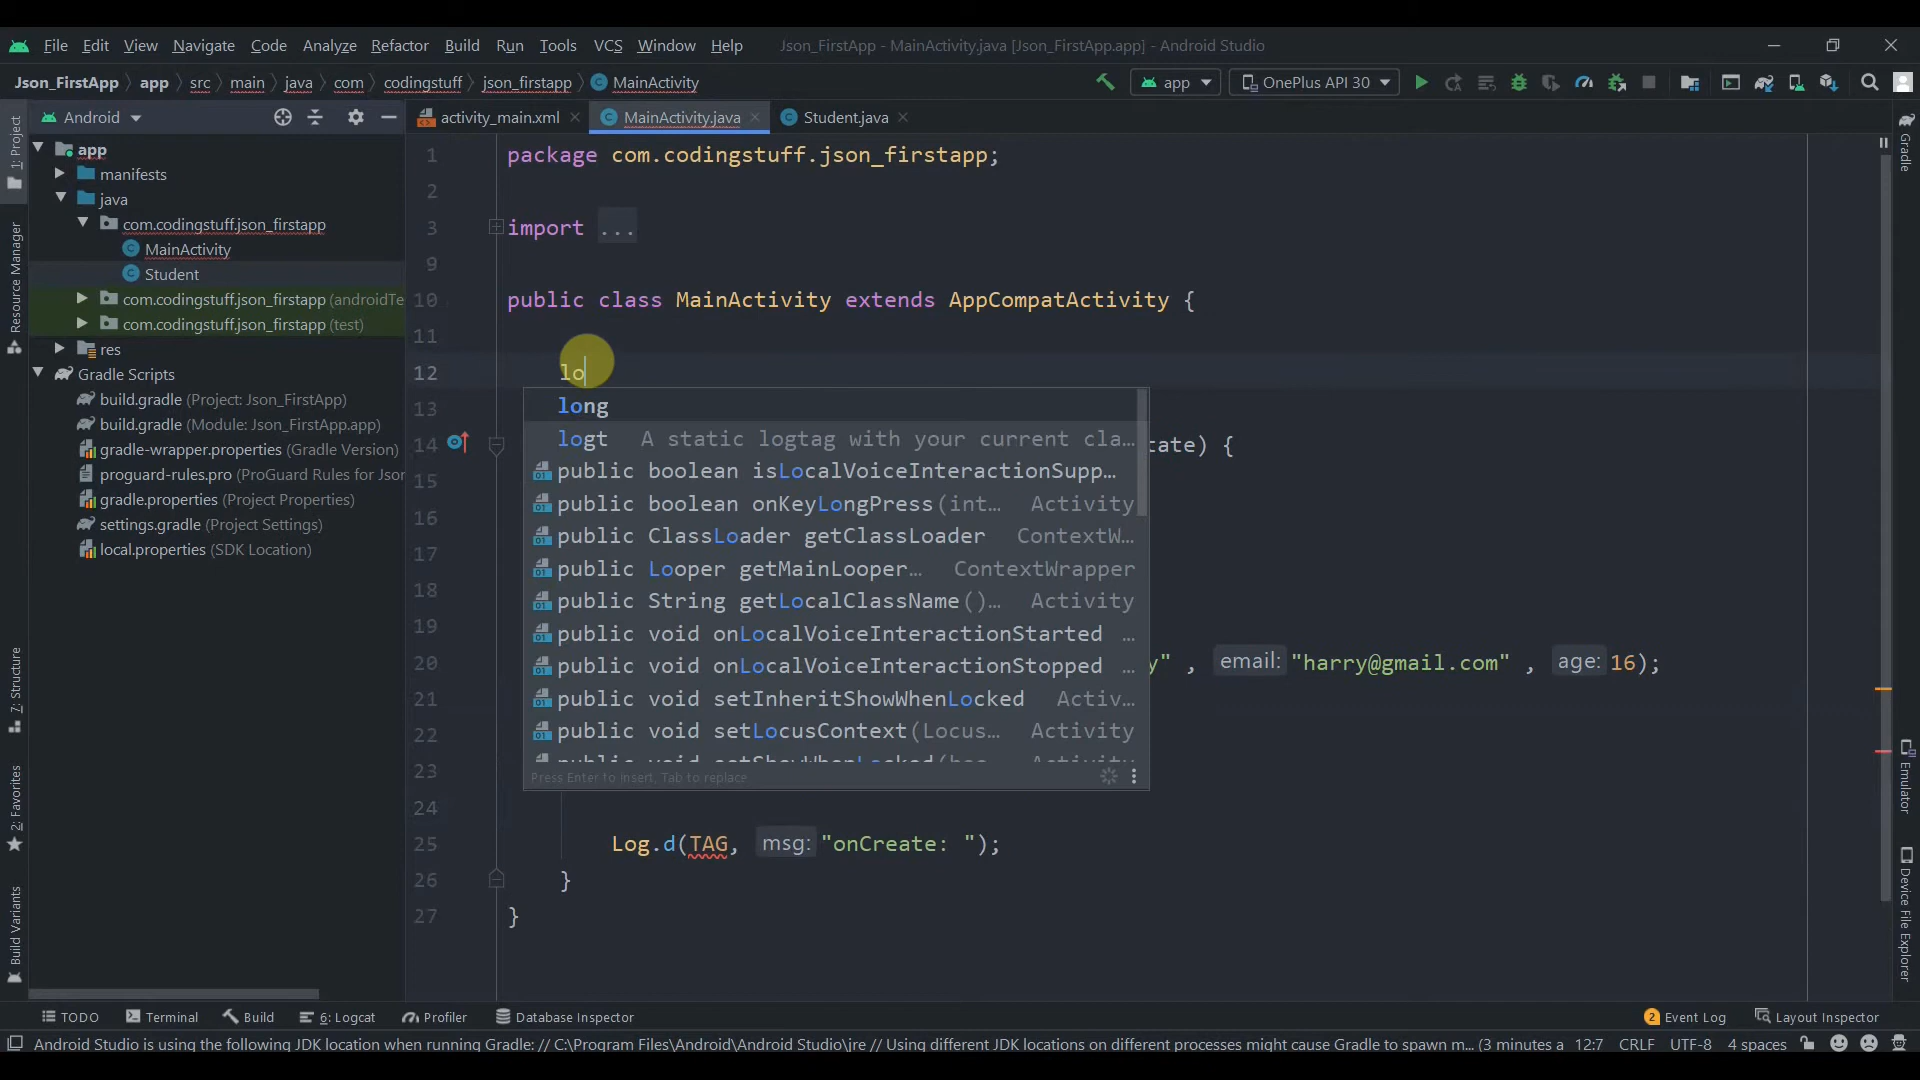 File Edit View Navigate Code Analyze Refactor Build Run Tools VCS Window Help Json_FirstApp - MainActivity.java [Json_FirstApp.app] - Android Studio
Json_FirstApp app src main java com codingstuff json_firstapp MainActivity app OnePlus API 30
Android activity_main.xml MainActivity.java Student.java
1: Project
Resource Manager
7: Structure
2: Favorites
Build Variants
app
manifests
java
com.codingstuff.json_firstapp
MainActivity
Student
com.codingstuff.json_firstapp (androidTe
com.codingstuff.json_firstapp (test)
res
Gradle Scripts
build.gradle (Project: Json_FirstApp)
build.gradle (Module: Json_FirstApp.app)
gradle-wrapper.properties (Gradle Version)
proguard-rules.pro (ProGuard Rules for Jsor
gradle.properties (Project Properties)
settings.gradle (Project Settings)
local.properties (SDK Location)
1 package com.codingstuff.json_firstapp;
2
3 import ...
9
10 public class MainActivity extends AppCompatActivity {
11
12 lo
13
14 tate) {
15
16
17
18
19
20 y" , email: "harry@gmail.com" , age: 16);
21
22
23
24
25 Log.d(TAG, msg: "onCreate: ");
26 }
27 }
long
logt A static logtag with your current cla…
public boolean isLocalVoiceInteractionSupp…
public boolean onKeyLongPress(int… Activity
public ClassLoader getClassLoader ContextW…
public Looper getMainLooper… ContextWrapper
public String getLocalClassName()… Activity
public void onLocalVoiceInteractionStarted …
public void onLocalVoiceInteractionStopped …
public void setInheritShowWhenLocked Activ…
public void setLocusContext(Locus… Activity
public void setShowWhenLocked(boo… Activity
Press Enter to insert, Tab to replace
Gradle
Emulator
Device File Explorer
TODO Terminal Build 6: Logcat Profiler Database Inspector 2 Event Log Layout Inspector
Android Studio is using the following JDK location when running Gradle: // C:\Program Files\Android\Android Studio\jre // Using different JDK locations on different processes might cause Gradle to spawn m... (3 minutes a 12:7 CRLF UTF-8 4 spaces